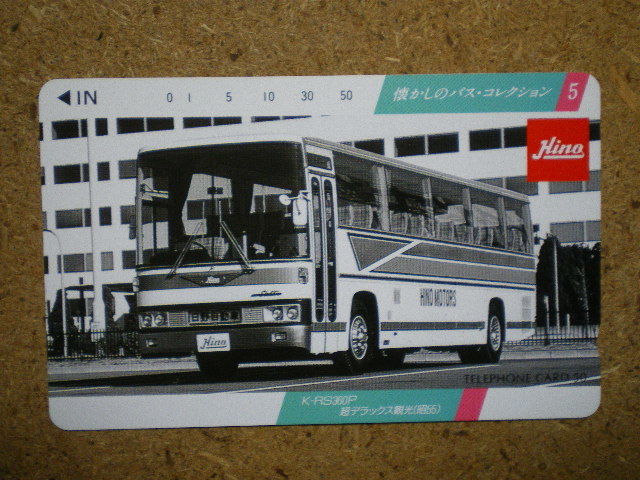 ◀IN 0 1 5 10 30 50
懐かしのバス・コレクション 5
Hino
Hino
HINO MOTORS
Hino
TELEPHONE CARD 50
K-RS360P
超デラックス観光(昭55)